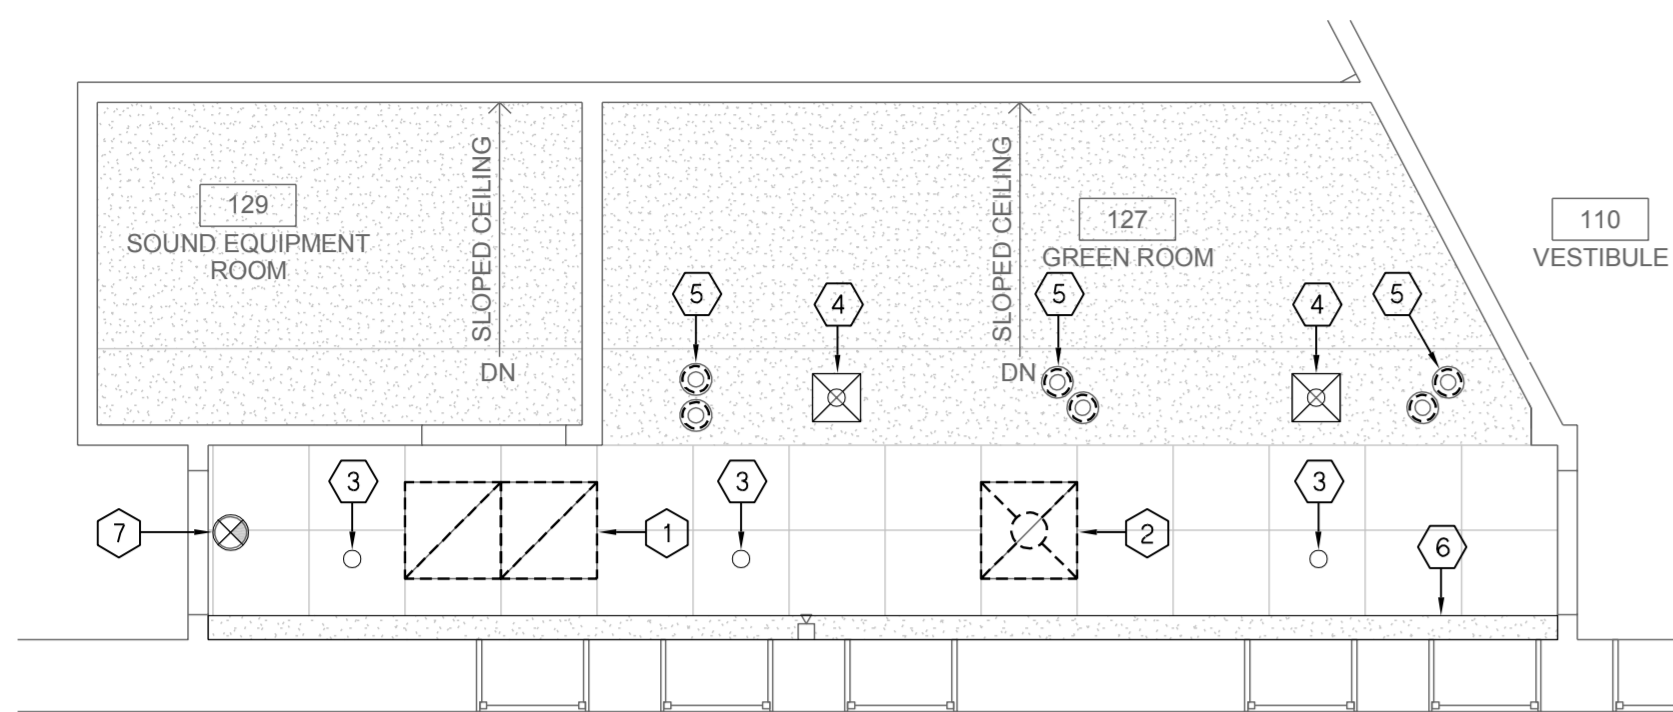 129
SOUND EQUIPMENT
ROOM
SLOPED CEILING
DN
SLOPED CEILING
DN
127
GREEN ROOM
110
VESTIBULE
5
4
5
4
5
3
3
3
7
1
2
6